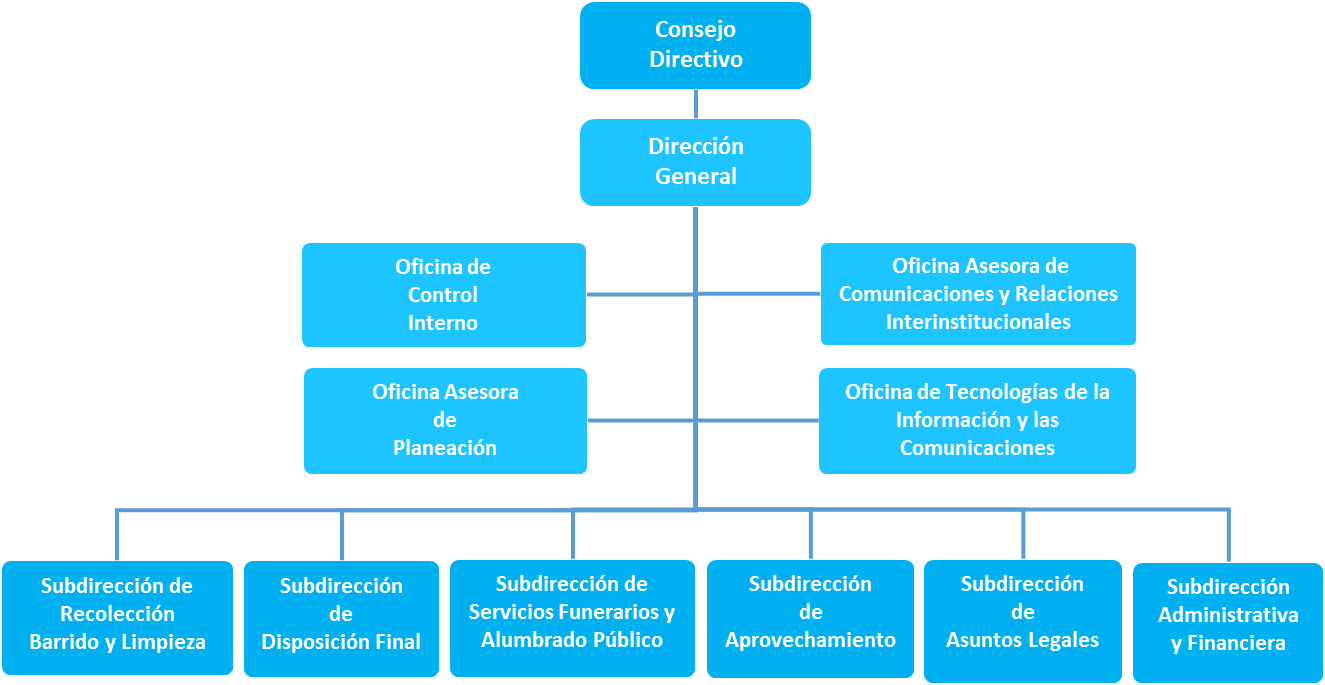 Consejo
Directivo
Dirección
General
Oficina de
Control
Interno
Oficina Asesora de
Comunicaciones y Relaciones
Interinstitucionales
Oficina Asesora
de
Planeación
Oficina de Tecnologías de la
Información y las
Comunicaciones
Subdirección de
Recolección
Barrido y Limpieza
Subdirección
de
Disposición Final
Subdirección de
Servicios Funerarios y
Alumbrado Público
Subdirección
de
Aprovechamiento
Subdirección
de
Asuntos Legales
Subdirección
Administrativa
y Financiera